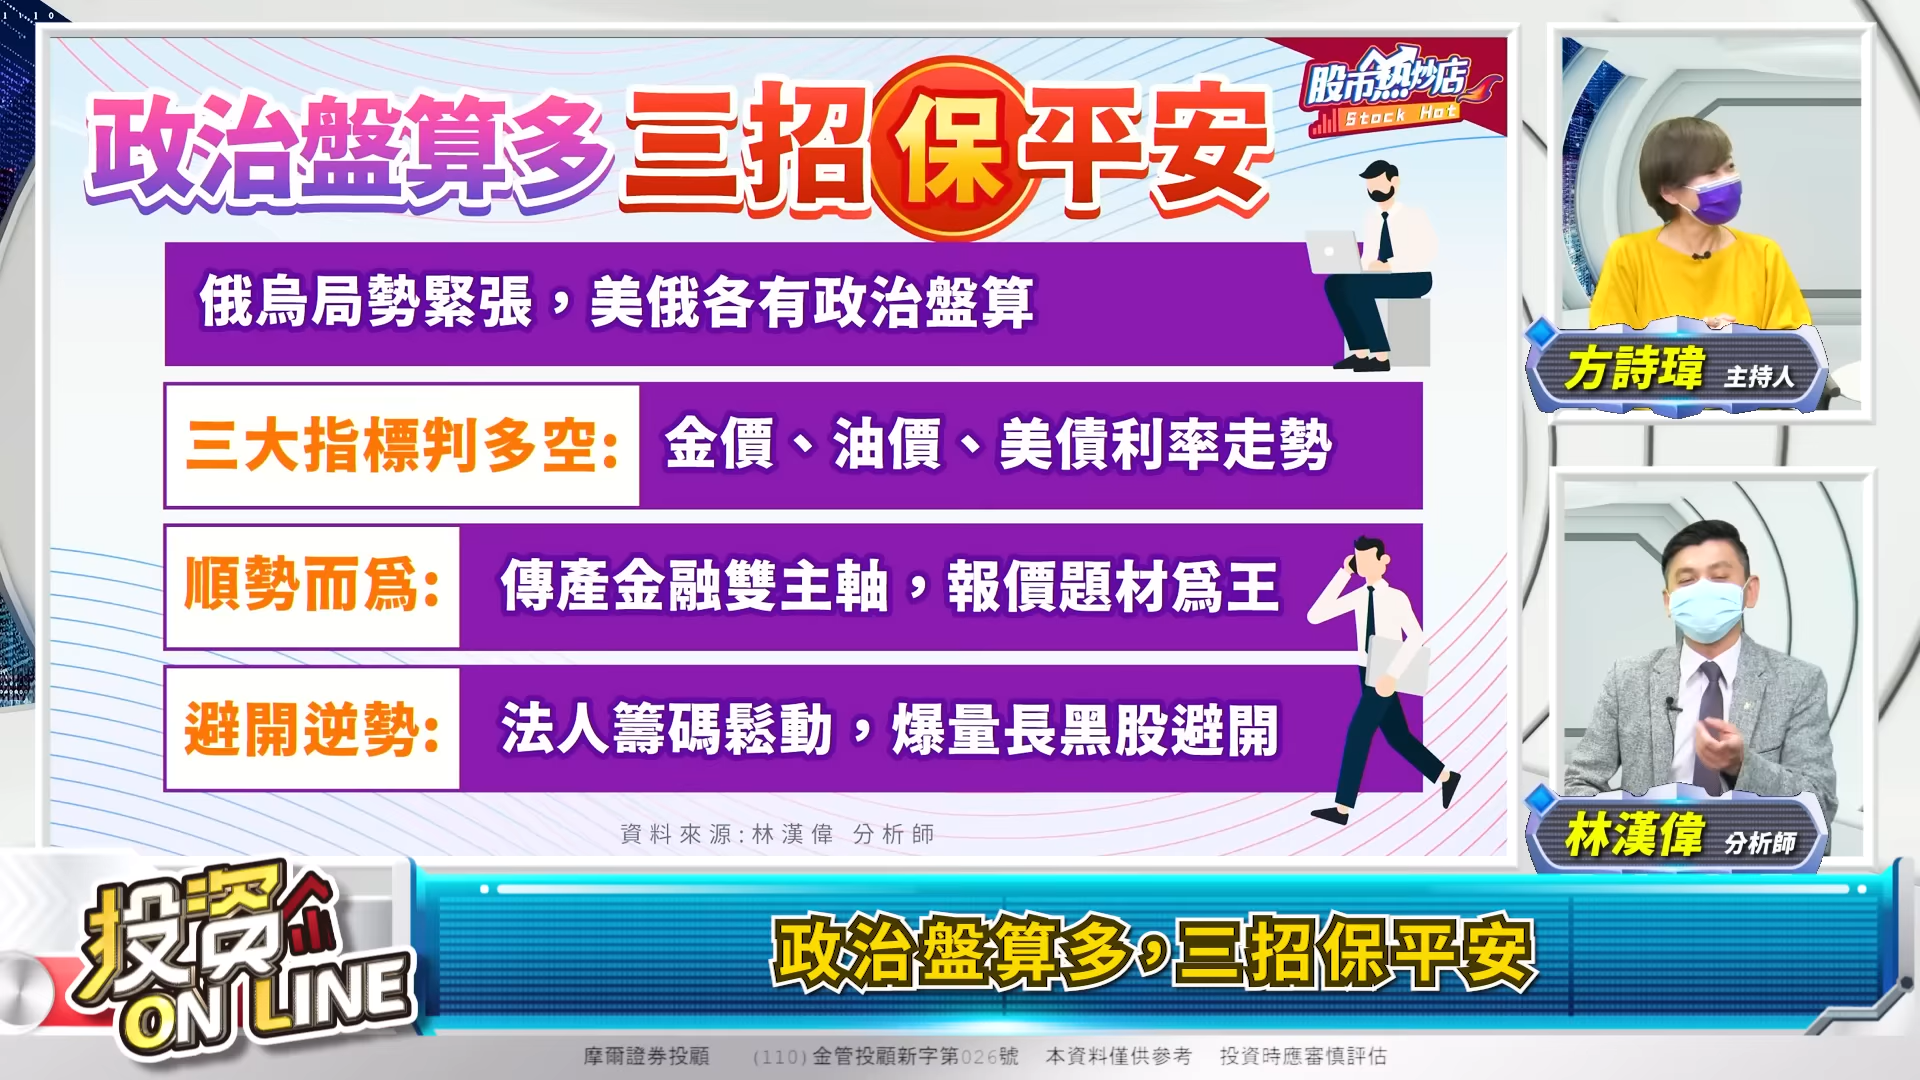 政治盤算多 三招保平安
股市熱炒店
Stock Hot
俄烏局勢緊張，美俄各有政治盤算
三大指標判多空: 金價、油價、美債利率走勢
順勢而為: 傳產金融雙主軸，報價題材為王
避開逆勢: 法人籌碼鬆動，爆量長黑股避開
資料來源:林漢偉 分析師
方詩瑋 主持人
林漢偉 分析師
投資
ON LINE
政治盤算多，三招保平安
摩爾證券投顧 (110)金管投顧新字第026號 本資料僅供參考 投資時應審慎評估